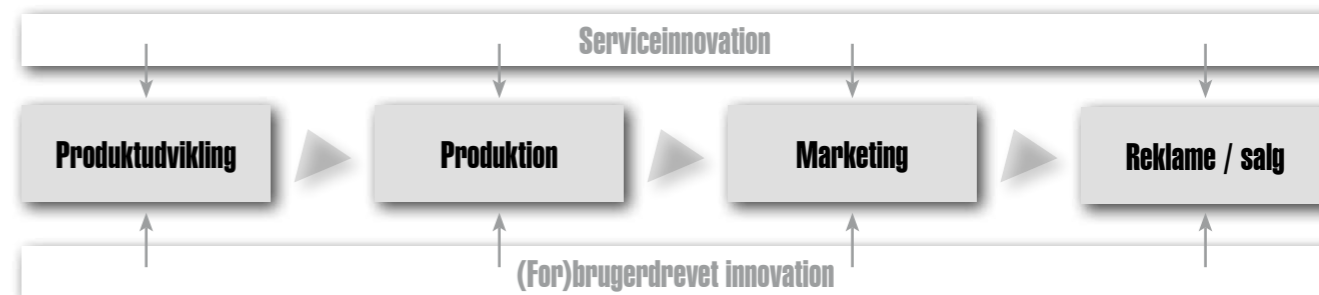 Serviceinnovation
Produktudvikling
Produktion
Marketing
Reklame / salg
(For)brugerdrevet innovation